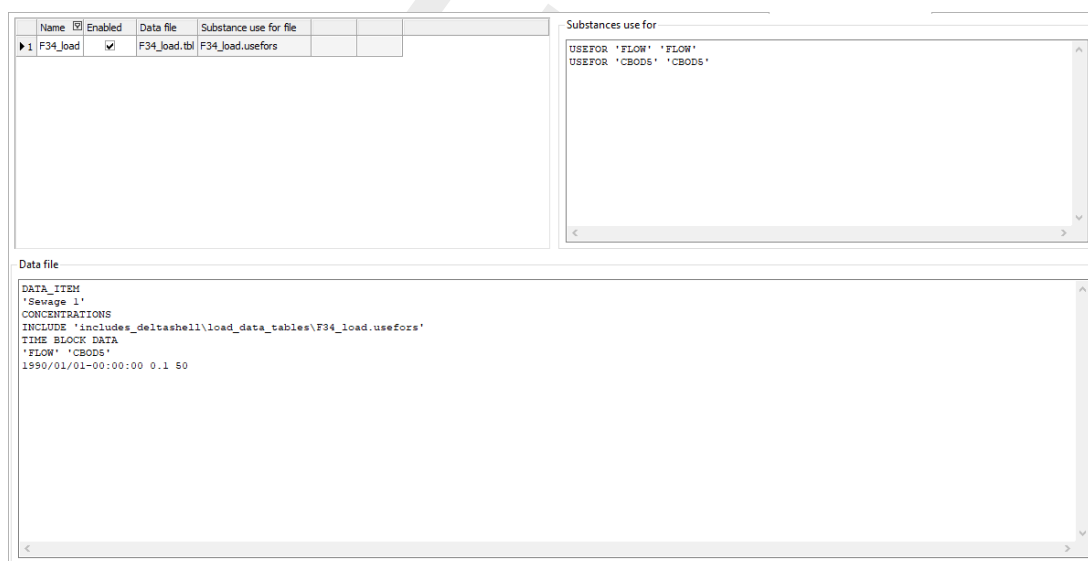 Name Enabled Data file Substance use for file
1 F34_load F34_load.tbl F34_load.usefors
Substances use for
USEFOR 'FLOW' 'FLOW'
USEFOR 'CBOD5' 'CBOD5'
Data file
DATA_ITEM
'Sewage 1'
CONCENTRATIONS
INCLUDE 'includes_deltashell\load_data_tables\F34_load.usefors'
TIME BLOCK DATA
'FLOW' 'CBOD5'
1990/01/01-00:00:00 0.1 50